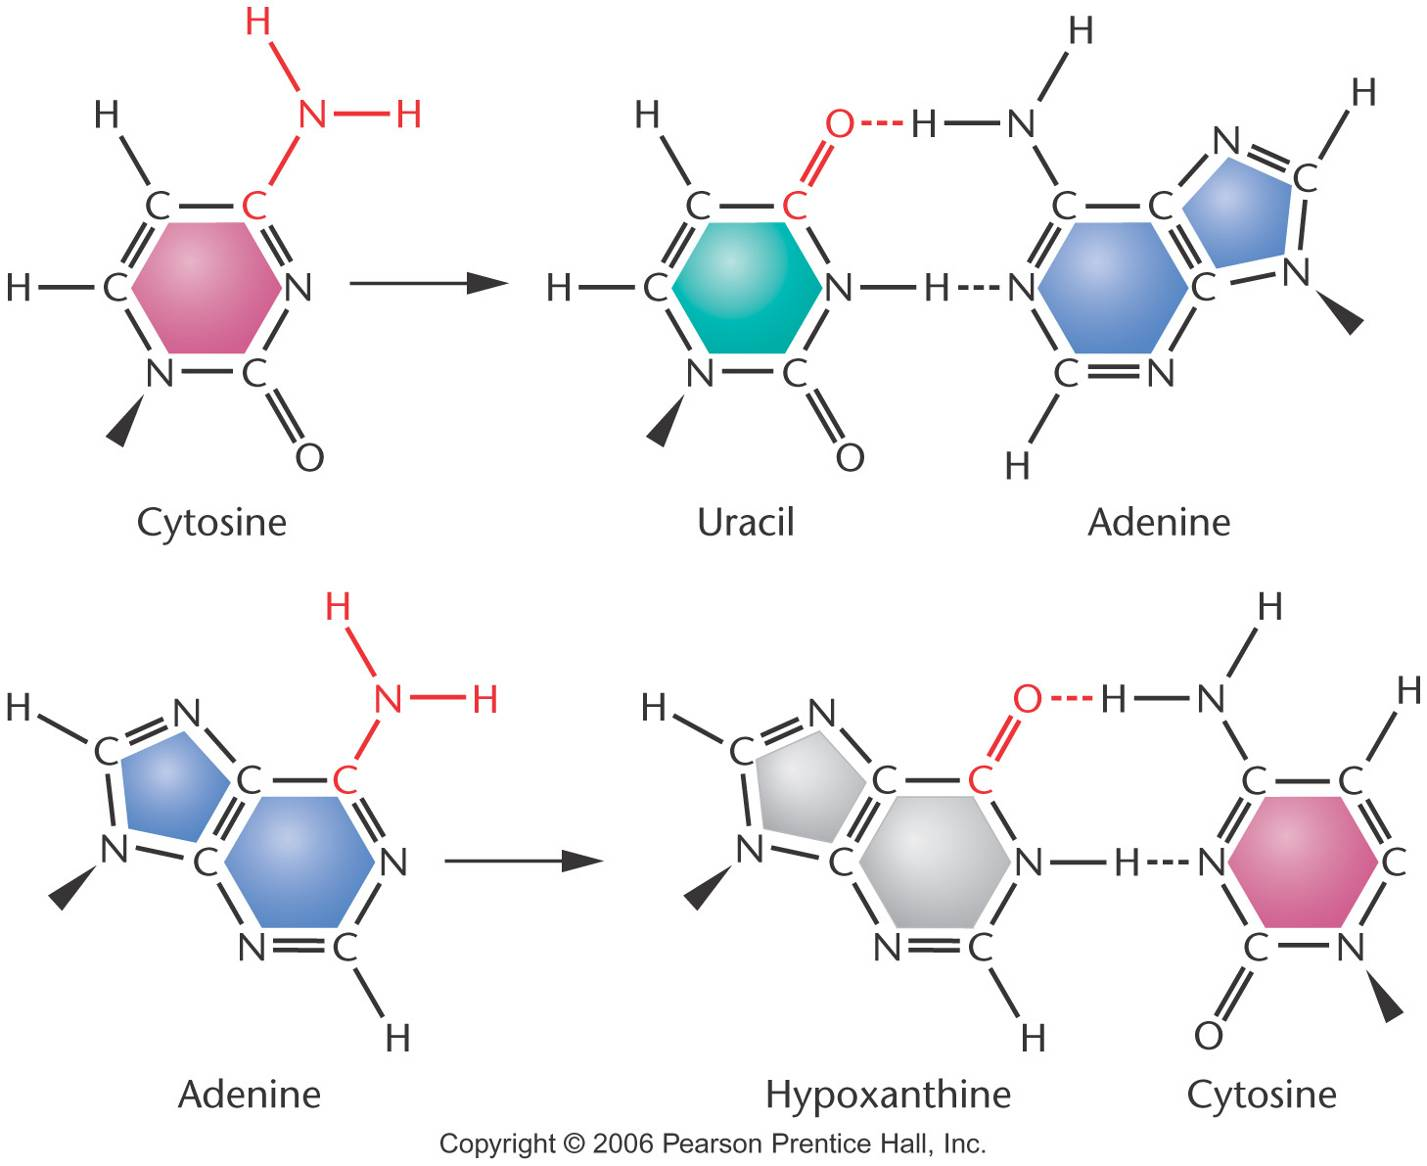 H
N H
H
C C
H C N
N C
O
H
H
H
O H N
N C
C C C C
H C N H N C N
N C C N
O H
Cytosine Uracil Adenine
H
H N H
N
C C C
N C N
N C
H
H
O H N H
H N
C C C C C
N C N H N C
N C C N
H O
Adenine Hypoxanthine Cytosine
Copyright © 2006 Pearson Prentice Hall, Inc.